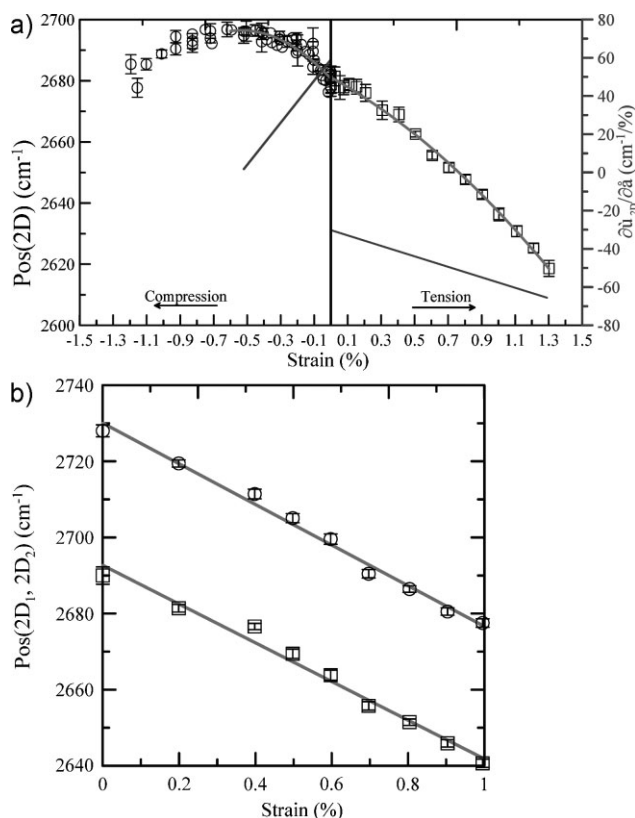 a)
2700
2680
2660
2640
2620
2600
Pos(2D) (cm-1)
80
60
40
20
0
-20
-40
-60
-80
∂ù2D/∂å (cm-1/%)
Compression
Tension
-1.5 -1.3 -1.1 -0.9 -0.7 -0.5 -0.3 -0.1 0.1 0.3 0.5 0.7 0.9 1.1 1.3 1.5
Strain (%)
b)
2740
2720
2700
2680
2660
2640
Pos(2D1, 2D2) (cm-1)
0 0.2 0.4 0.6 0.8 1
Strain (%)